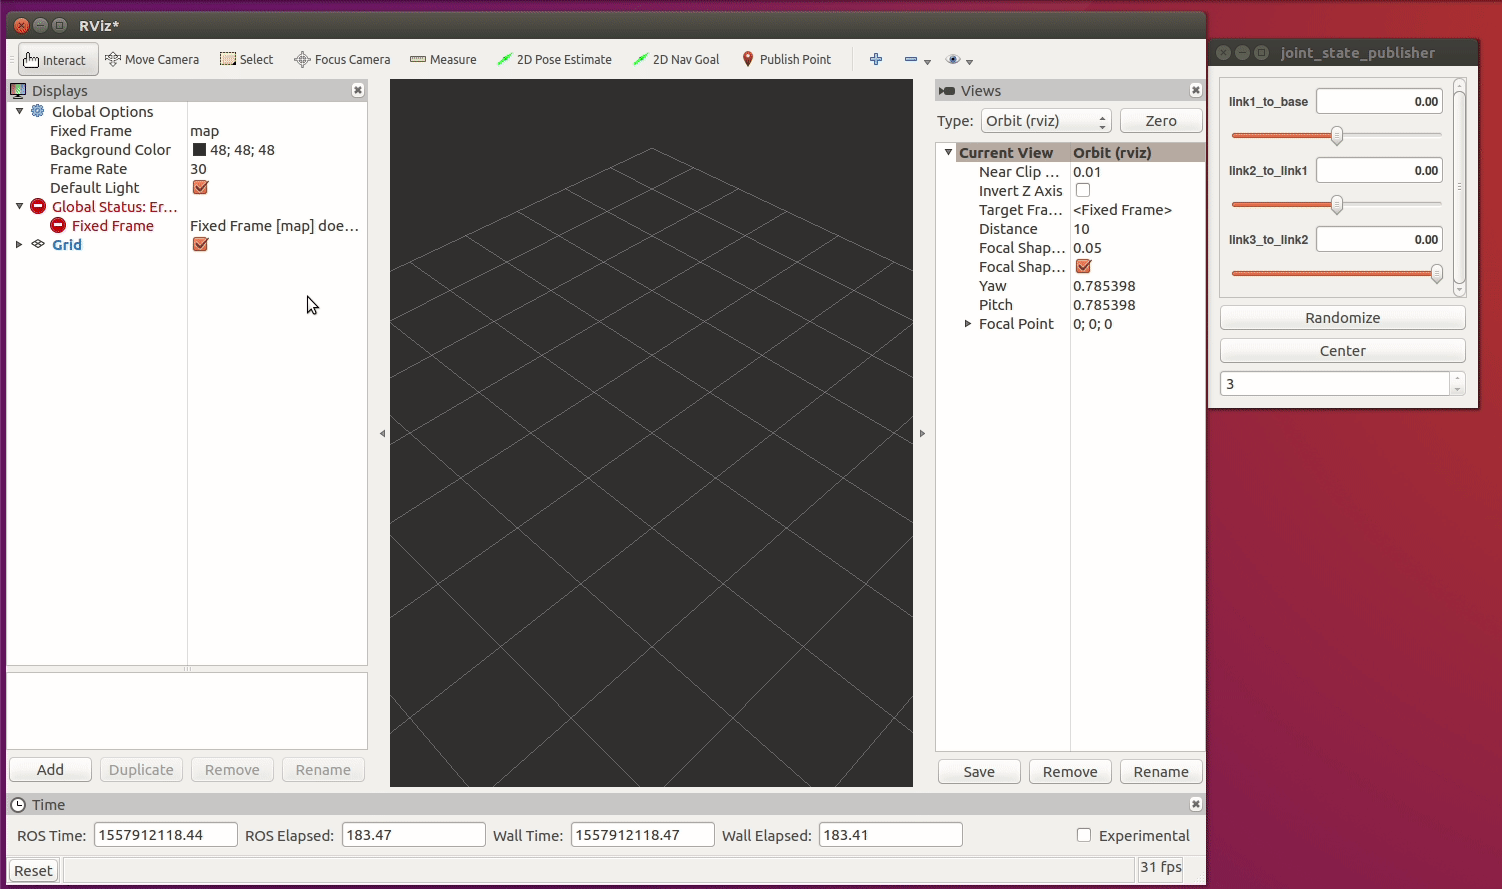 RViz*
Interact Move Camera Select Focus Camera Measure 2D Pose Estimate 2D Nav Goal Publish Point
Displays
Global Options
Fixed Frame map
Background Color 48; 48; 48
Frame Rate 30
Default Light
Global Status: Er...
Fixed Frame Fixed Frame [map] doe...
Grid
Add Duplicate Remove Rename
Views
Type: Orbit (rviz) Zero
Current View Orbit (rviz)
Near Clip ... 0.01
Invert Z Axis
Target Fra... <Fixed Frame>
Distance 10
Focal Shap... 0.05
Focal Shap...
Yaw 0.785398
Pitch 0.785398
Focal Point 0; 0; 0
Save Remove Rename
Time
ROS Time: 1557912118.44 ROS Elapsed: 183.47 Wall Time: 1557912118.47 Wall Elapsed: 183.41 Experimental
Reset 31 fps
joint_state_publisher
link1_to_base 0.00
link2_to_link1 0.00
link3_to_link2 0.00
Randomize
Center
3